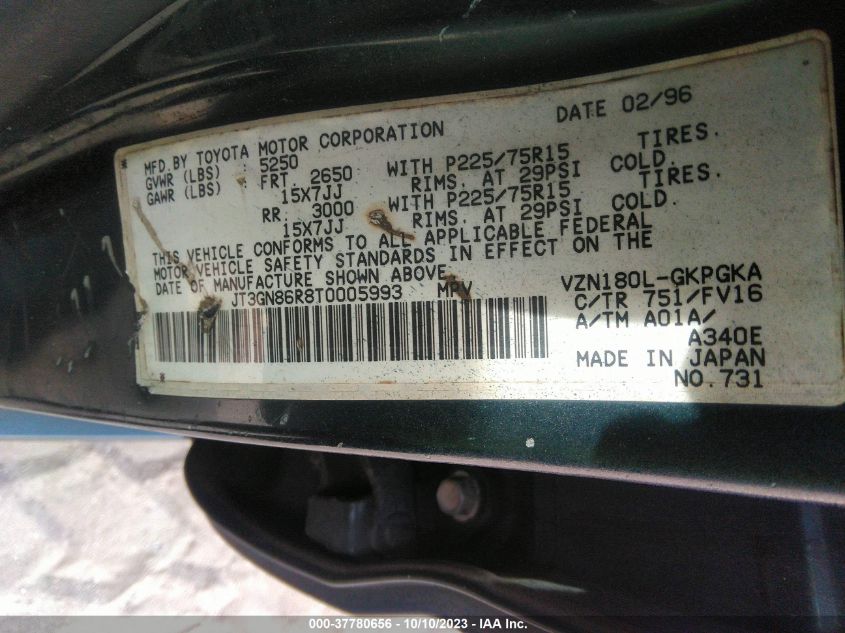 DATE 02/96
MFD.BY TOYOTA MOTOR CORPORATION
GVWR (LBS) 5250
GAWR (LBS) FRT. 2650 WITH P225/75R15 TIRES.
15X7JJ RIMS. AT 29PSI COLD.
RR. 3000 WITH P225/75R15 TIRES.
15X7JJ RIMS. AT 29PSI COLD.
THIS VEHICLE CONFORMS TO ALL APPLICABLE FEDERAL
MOTOR VEHICLE SAFETY STANDARDS IN EFFECT ON THE
DATE OF MANUFACTURE SHOWN ABOVE.
JT3GN86R8T0005993 MPV
VZN180L-GKPGKA
C/TR 751/FV16
A/TM A01A/
A340E
MADE IN JAPAN
NO.731
000-37780656 - 10/10/2023 - IAA Inc.